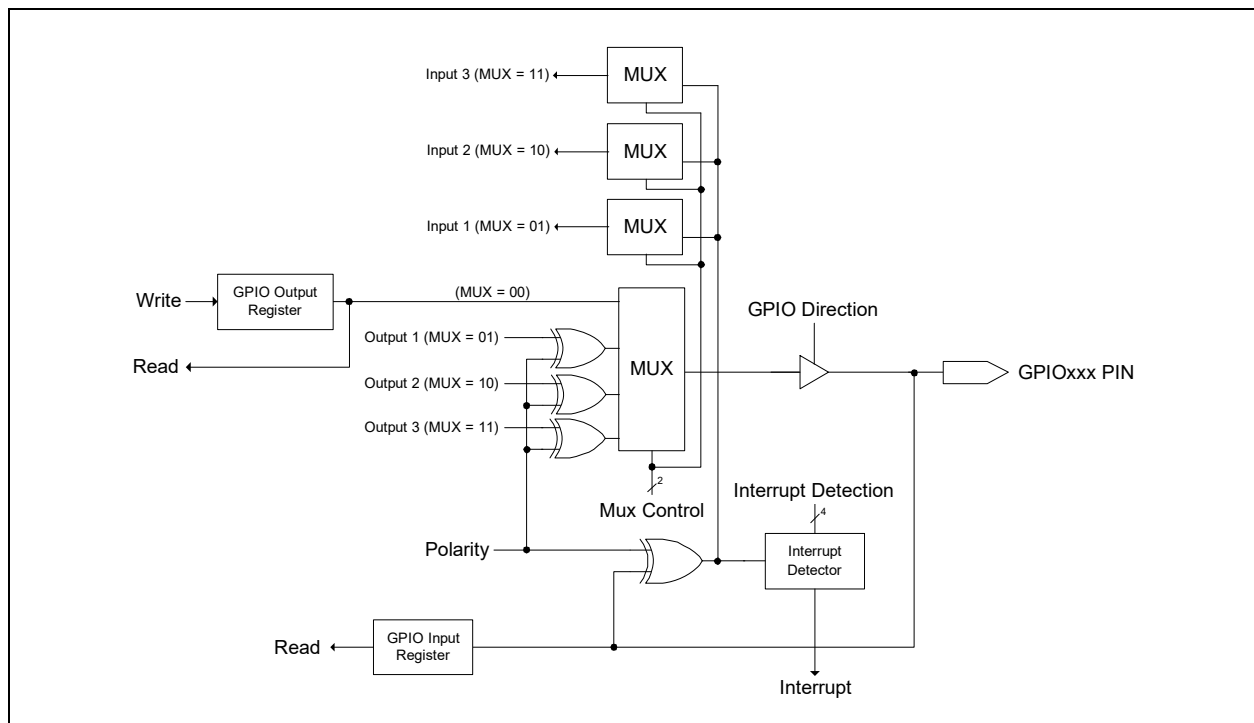 Input 3 (MUX = 11)
MUX
Input 2 (MUX = 10)
MUX
Input 1 (MUX = 01)
MUX
Write
GPIO Output
Register
(MUX = 00)
GPIO Direction
Output 1 (MUX = 01)
Read
MUX
GPIOxxx PIN
Output 2 (MUX = 10)
Output 3 (MUX = 11)
2
Mux Control
Interrupt Detection
4
Polarity
Interrupt
Detector
Read
GPIO Input
Register
Interrupt